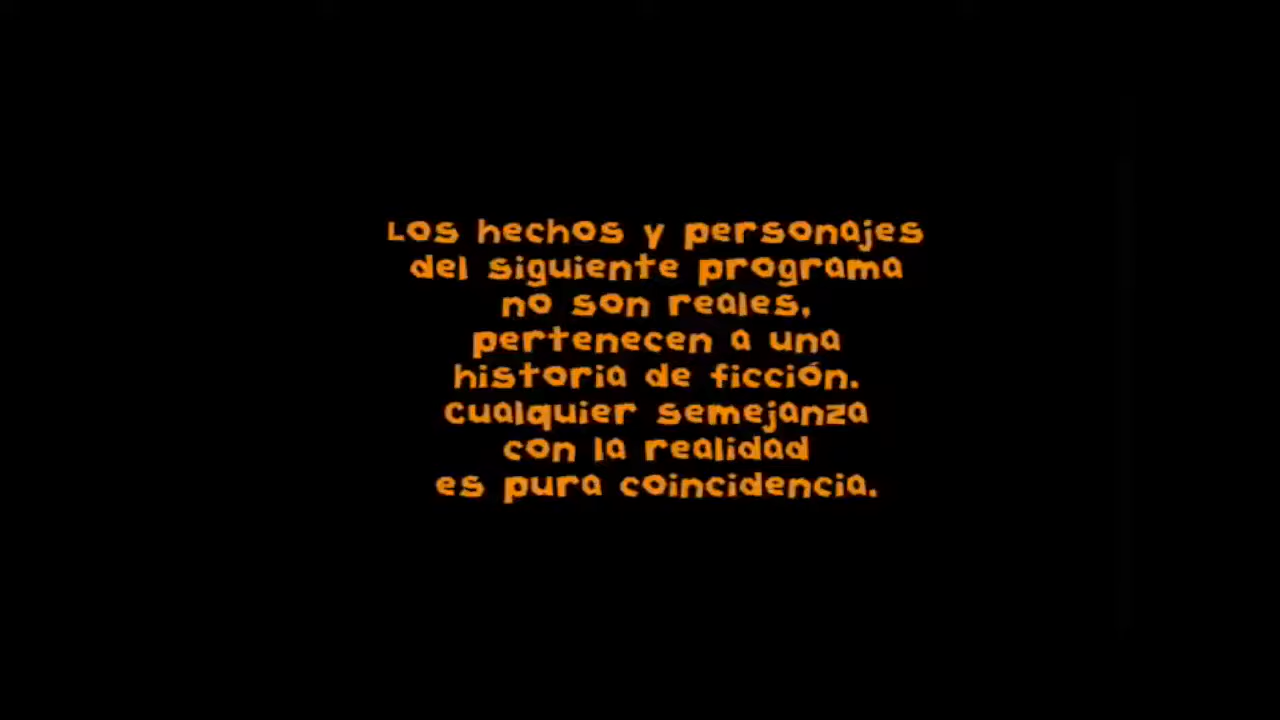 Los hechos y personajes
del siguiente programa
no son reales,
pertenecen a una
historia de ficción.
cualquier semejanza
con la realidad
es pura coincidencia.